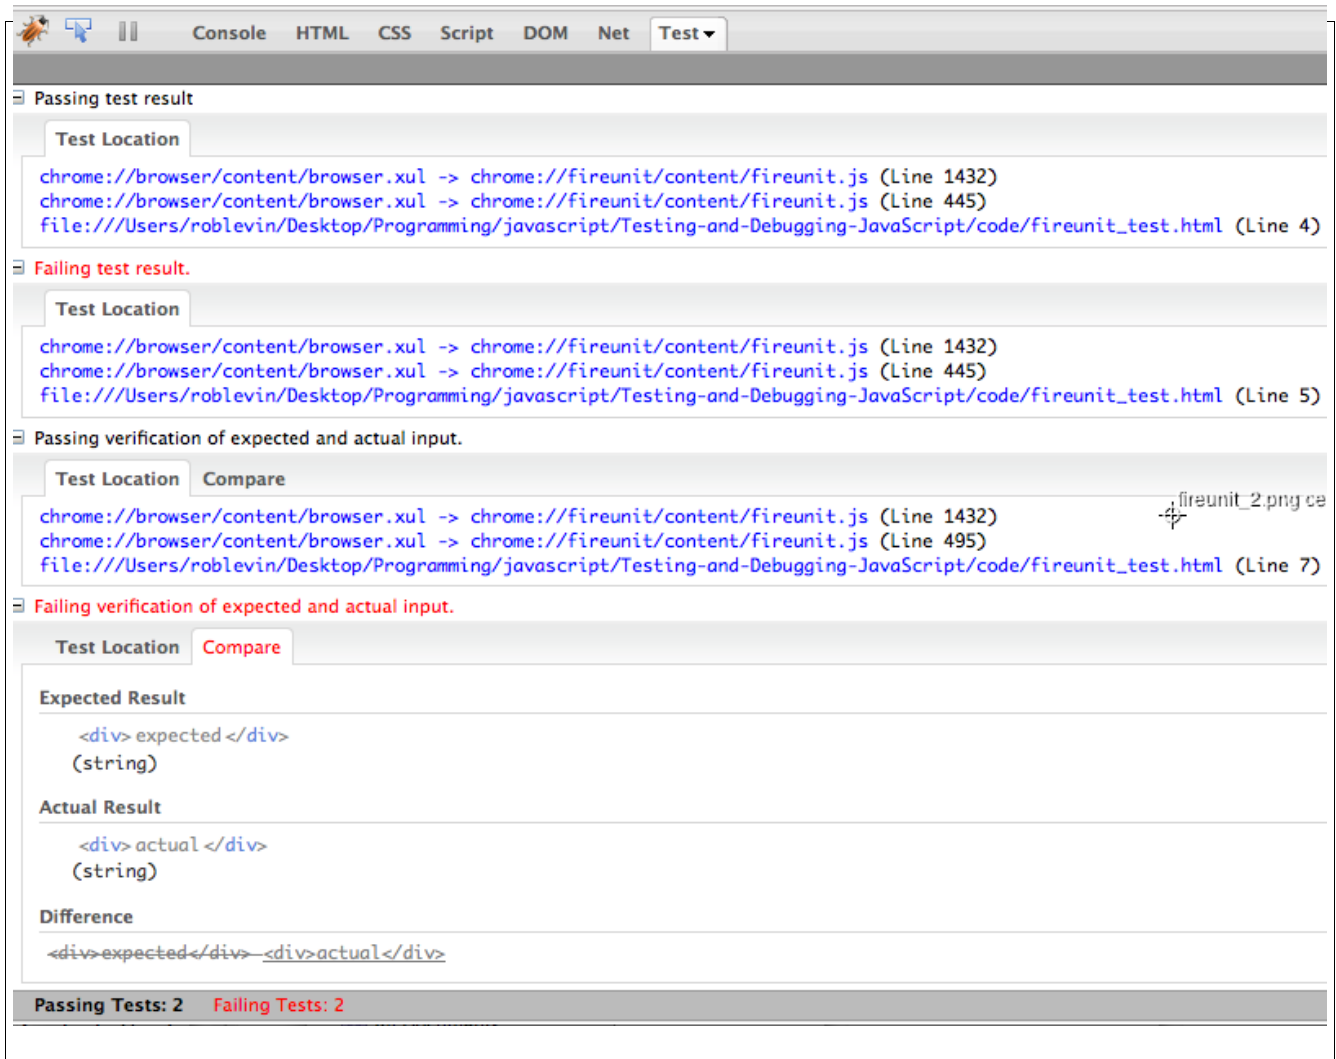 Console HTML CSS Script DOM Net Test
Passing test result
Test Location
chrome://browser/content/browser.xul -> chrome://fireunit/content/fireunit.js (Line 1432)
chrome://browser/content/browser.xul -> chrome://fireunit/content/fireunit.js (Line 445)
file:///Users/roblevin/Desktop/Programming/javascript/Testing-and-Debugging-JavaScript/code/fireunit_test.html (Line 4)
Failing test result.
Test Location
chrome://browser/content/browser.xul -> chrome://fireunit/content/fireunit.js (Line 1432)
chrome://browser/content/browser.xul -> chrome://fireunit/content/fireunit.js (Line 445)
file:///Users/roblevin/Desktop/Programming/javascript/Testing-and-Debugging-JavaScript/code/fireunit_test.html (Line 5)
Passing verification of expected and actual input.
Test Location Compare
fireunit_2.png ce
chrome://browser/content/browser.xul -> chrome://fireunit/content/fireunit.js (Line 1432)
chrome://browser/content/browser.xul -> chrome://fireunit/content/fireunit.js (Line 495)
file:///Users/roblevin/Desktop/Programming/javascript/Testing-and-Debugging-JavaScript/code/fireunit_test.html (Line 7)
Failing verification of expected and actual input.
Test Location Compare
Expected Result
<div>expected</div>
(string)
Actual Result
<div>actual</div>
(string)
Difference
<div>expected</div> <div>actual</div>
Passing Tests: 2 Failing Tests: 2